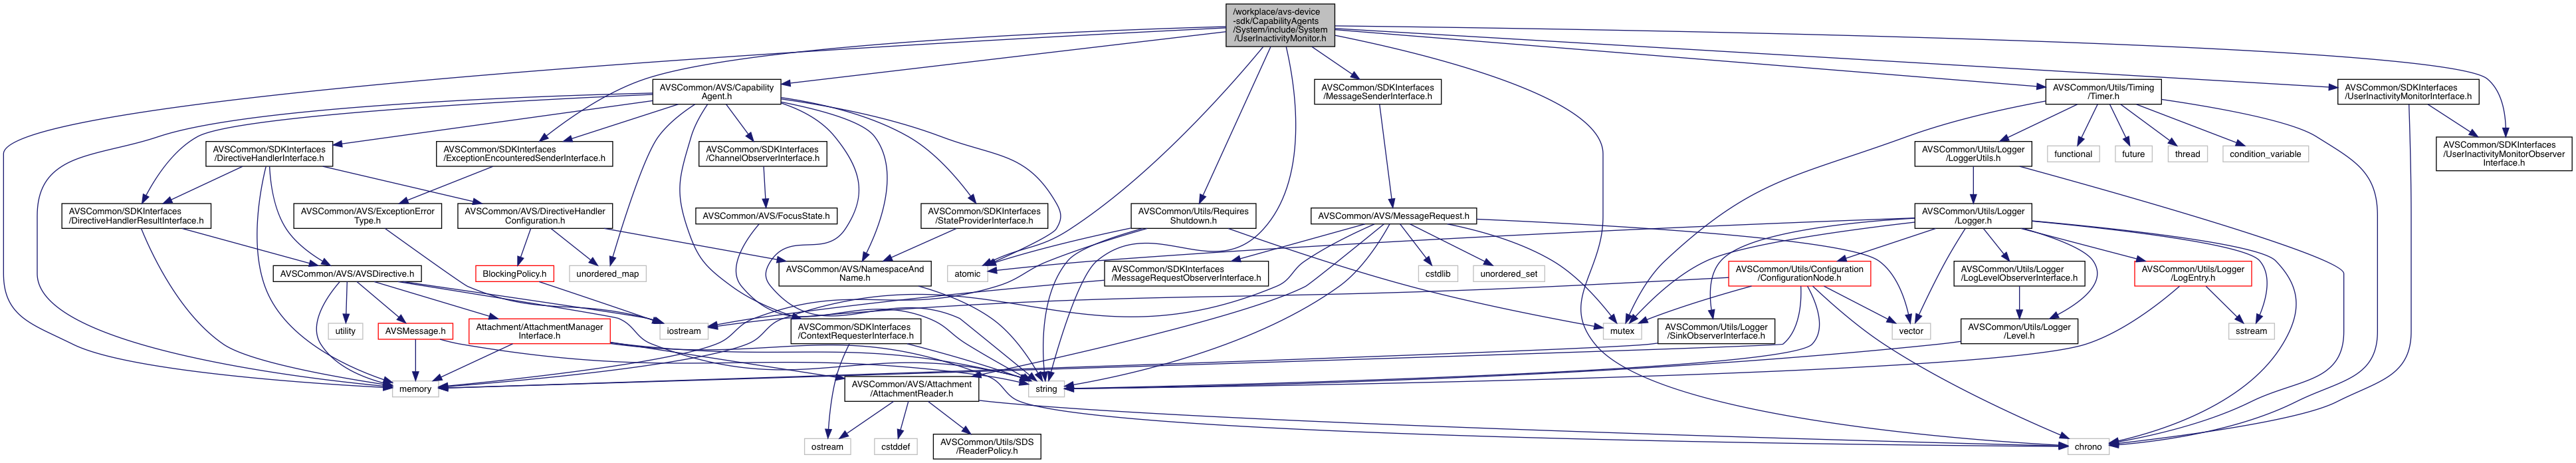 /workplace/avs-device
-sdk/CapabilityAgents
/System/include/System
/UserInactivityMonitor.h
AVSCommon/AVS/Capability
Agent.h
AVSCommon/SDKInterfaces
/MessageSenderInterface.h
AVSCommon/Utils/Timing
/Timer.h
AVSCommon/SDKInterfaces
/UserInactivityMonitorInterface.h
AVSCommon/SDKInterfaces
/DirectiveHandlerInterface.h
AVSCommon/SDKInterfaces
/ExceptionEncounteredSenderInterface.h
AVSCommon/SDKInterfaces
/ChannelObserverInterface.h
AVSCommon/Utils/Logger
/LoggerUtils.h
functional
future
thread
condition_variable
AVSCommon/SDKInterfaces
/UserInactivityMonitorObserver
Interface.h
AVSCommon/SDKInterfaces
/DirectiveHandlerResultInterface.h
AVSCommon/AVS/ExceptionError
Type.h
AVSCommon/AVS/DirectiveHandler
Configuration.h
AVSCommon/AVS/FocusState.h
AVSCommon/SDKInterfaces
/StateProviderInterface.h
AVSCommon/Utils/Requires
Shutdown.h
AVSCommon/AVS/MessageRequest.h
AVSCommon/Utils/Logger
/Logger.h
AVSCommon/AVS/AVSDirective.h
BlockingPolicy.h
unordered_map
AVSCommon/AVS/NamespaceAnd
Name.h
atomic
AVSCommon/SDKInterfaces
/MessageRequestObserverInterface.h
cstdlib
unordered_set
AVSCommon/Utils/Configuration
/ConfigurationNode.h
AVSCommon/Utils/Logger
/LogLevelObserverInterface.h
AVSCommon/Utils/Logger
/LogEntry.h
utility
AVSMessage.h
Attachment/AttachmentManager
Interface.h
iostream
AVSCommon/SDKInterfaces
/ContextRequesterInterface.h
mutex
AVSCommon/Utils/Logger
/SinkObserverInterface.h
vector
AVSCommon/Utils/Logger
/Level.h
sstream
memory
AVSCommon/AVS/Attachment
/AttachmentReader.h
string
ostream
cstddef
AVSCommon/Utils/SDS
/ReaderPolicy.h
chrono